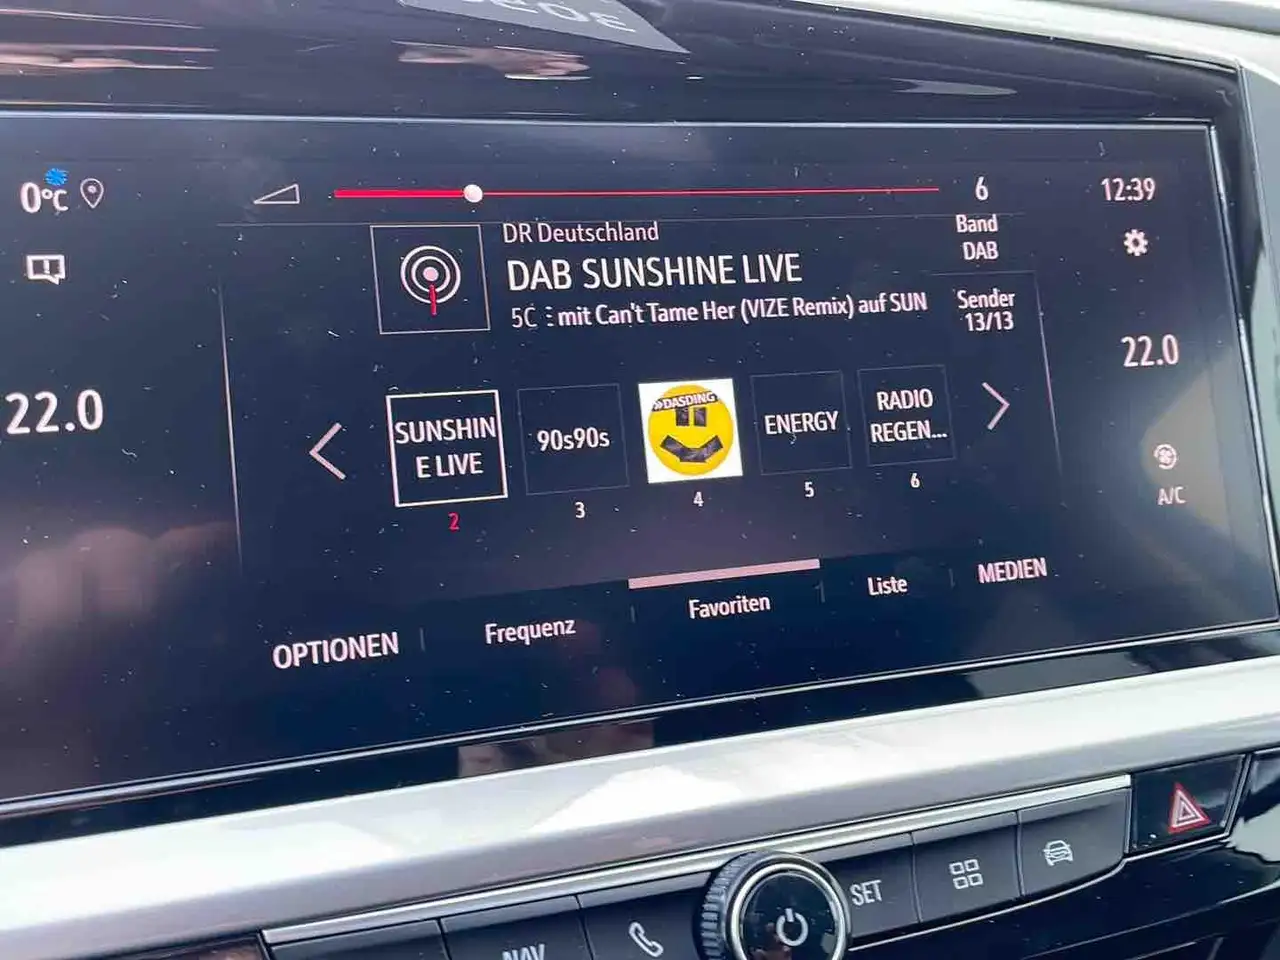 0°C
6
12:39
DR Deutschland
Band
DAB
DAB SUNSHINE LIVE
5C
mit Can't Tame Her (VIZE Remix) auf SUN
Sender
13/13
22.0
22.0
SUNSHIN
E LIVE
90s90s
»DASDING
ENERGY
RADIO
REGEN...
2
3
4
5
6
A/C
OPTIONEN
Frequenz
Favoriten
Liste
MEDIEN
NAV
SET